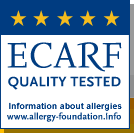 ECARF
QUALITY TESTED
Information about allergies
www.allergy-foundation.Info